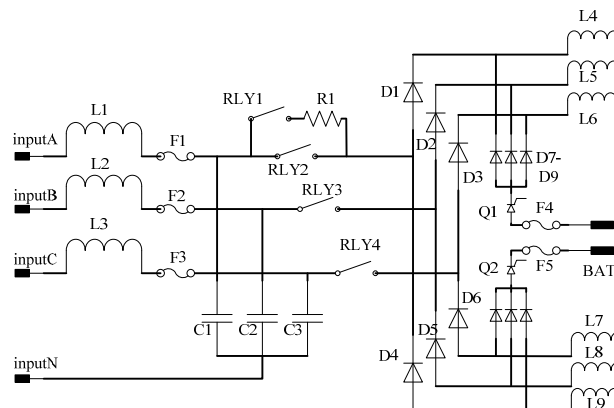 L4
L5
L6
D1
RLY1
R1
L1
inputA
F1
RLY2
D2
D7-
D9
L2
D3
inputB
F2
RLY3
Q1
F4
L3
inputC
F3
RLY4
Q2
F5
BAT
D6
C1
C2
C3
D5
L7
D4
L8
inputN
L9